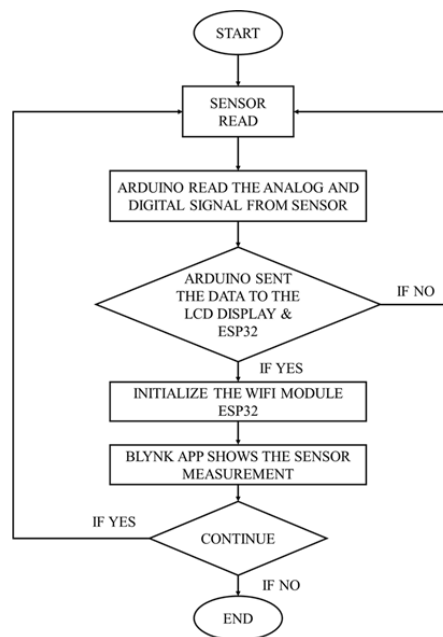 START
SENSOR
READ
ARDUINO READ THE ANALOG AND
DIGITAL SIGNAL FROM SENSOR
ARDUINO SENT
THE DATA TO THE
LCD DISPLAY &
ESP32
IF NO
IF YES
INITIALIZE THE WIFI MODULE
ESP32
BLYNK APP SHOWS THE SENSOR
MEASUREMENT
IF YES
CONTINUE
IF NO
END